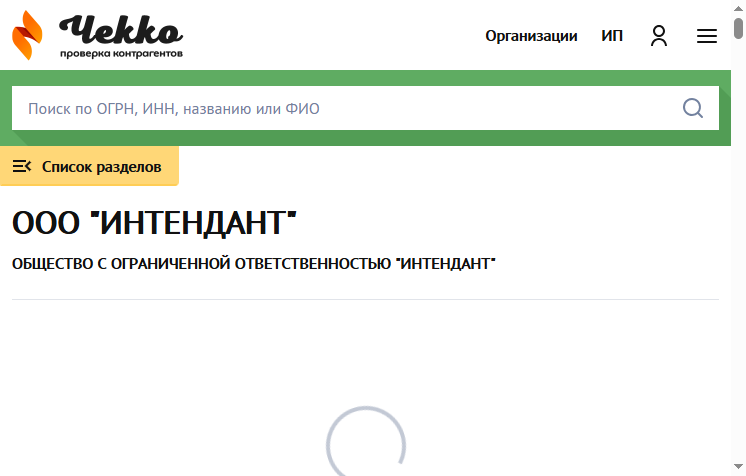 Чекко
проверка контрагентов
Организации
ИП
Поиск по ОГРН, ИНН, названию или ФИО
Список разделов
ООО "ИНТЕНДАНТ"
ОБЩЕСТВО С ОГРАНИЧЕННОЙ ОТВЕТСТВЕННОСТЬЮ "ИНТЕНДАНТ"